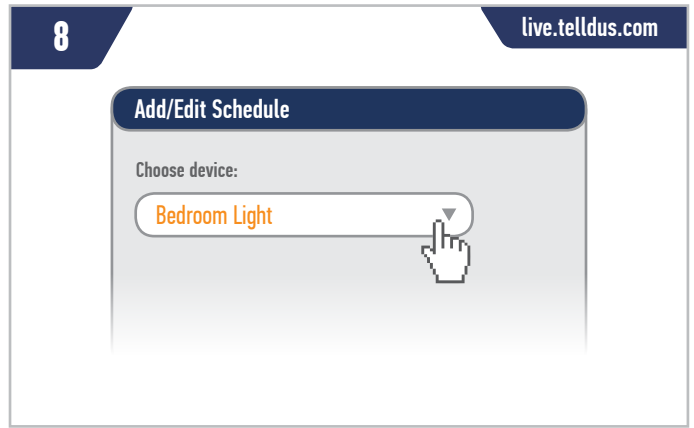 8
live.telldus.com
Add/Edit Schedule
Choose device:
Bedroom Light